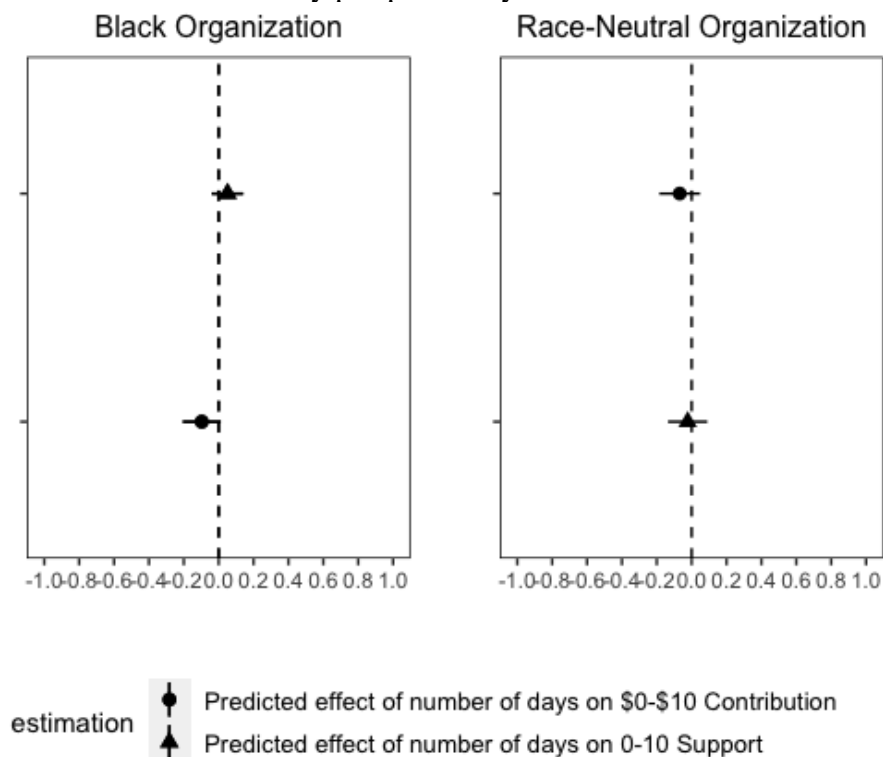 Black Organization
Race-Neutral Organization
-1.0-0.8-0.6-0.4-0.20.0 0.2 0.4 0.6 0.8 1.0
-1.0-0.8-0.6-0.4-0.20.0 0.2 0.4 0.6 0.8 1.0
estimation
Predicted effect of number of days on $0-$10 Contribution
Predicted effect of number of days on 0-10 Support